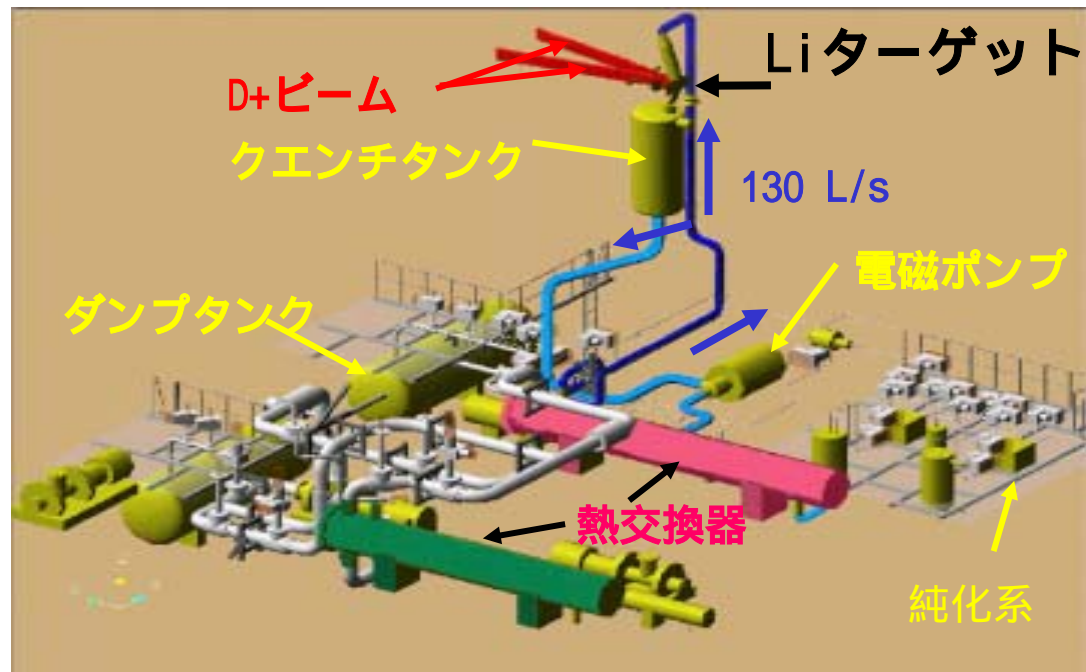 Liターゲット
D+ビーム
クエンチタンク
130 L/s
電磁ポンプ
ダンプタンク
熱交換器
純化系